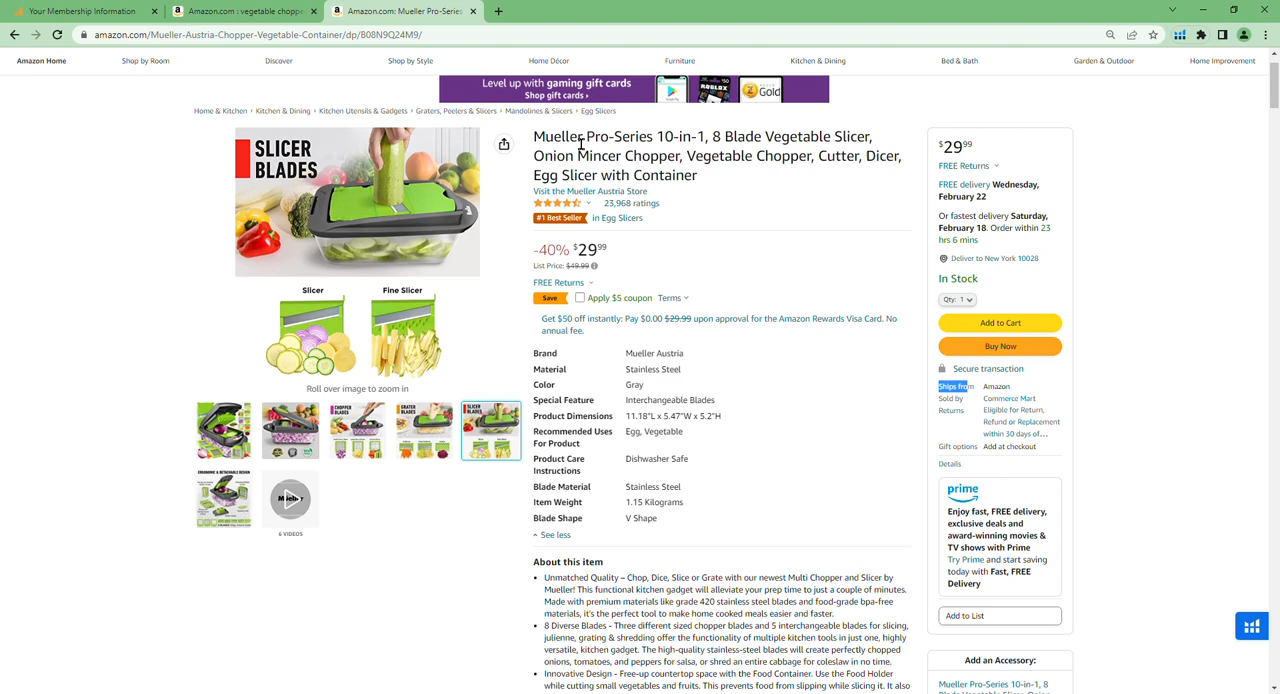 Your Membership Information
Amazon.com : vegetable choppe
Amazon.com: Mueller Pro-Series
amazon.com/Mueller-Austria-Chopper-Vegetable-Container/dp/B08N9Q24M9/
Amazon Home
Shop by Room
Discover
Shop by Style
Home Décor
Furniture
Kitchen & Dining
Bed & Bath
Garden & Outdoor
Home Improvement
Level up with gaming gift cards
Shop gift cards ›
ROBLOX
Gold
Home & Kitchen › Kitchen & Dining › Kitchen Utensils & Gadgets › Graters, Peelers & Slicers › Mandolines & Slicers › Egg Slicers
SLICER
BLADES
Slicer
Fine Slicer
Roll over image to zoom in
CHOPPER
BLADES
GRATER
BLADES
SLICER
BLADES
ERGONOMIC & DETACHABLE DESIGN
6 VIDEOS
Mueller Pro-Series 10-in-1, 8 Blade Vegetable Slicer,
Onion Mincer Chopper, Vegetable Chopper, Cutter, Dicer,
Egg Slicer with Container
Visit the Mueller Austria Store
23,968 ratings
#1 Best Seller in Egg Slicers
-40% $29 99
List Price: $49.99
FREE Returns
Save Apply $5 coupon Terms
Get $50 off instantly: Pay $0.00 $29.99 upon approval for the Amazon Rewards Visa Card. No
annual fee.
Brand Mueller Austria
Material Stainless Steel
Color Gray
Special Feature Interchangeable Blades
Product Dimensions 11.18"L x 5.47"W x 5.2"H
Recommended Uses Egg, Vegetable
For Product
Product Care Dishwasher Safe
Instructions
Blade Material Stainless Steel
Item Weight 1.15 Kilograms
Blade Shape V Shape
See less
About this item
• Unmatched Quality – Chop, Dice, Slice or Grate with our newest Multi Chopper and Slicer by
Mueller! This functional kitchen gadget will alleviate your prep time to just a couple of minutes.
Made with premium materials like grade 420 stainless steel blades and food-grade bpa-free
materials, it's the perfect tool to make home cooked meals easier and faster.
• 8 Diverse Blades - Three different sized chopper blades and 5 interchangeable blades for slicing,
julienne, grating & shredding offer the functionality of multiple kitchen tools in just one, highly
versatile, kitchen gadget. The high-quality stainless-steel blades will create perfectly chopped
onions, tomatoes, and peppers for salsa, or shred an entire cabbage for coleslaw in no time.
• Innovative Design - Free-up countertop space with the Food Container. Use the Food Holder
while cutting small vegetables and fruits. This prevents food from slipping while slicing it. It also
$29 99
FREE Returns
FREE delivery Wednesday,
February 22
Or fastest delivery Saturday,
February 18. Order within 23
hrs 6 mins
Deliver to New York 10028
In Stock
Qty: 1
Add to Cart
Buy Now
Secure transaction
Ships from Amazon
Sold by Commerce Mart
Returns Eligible for Return,
Refund or Replacement
within 30 days of...
Gift options Add at checkout
Details
prime
Enjoy fast, FREE delivery,
exclusive deals and
award-winning movies &
TV shows with Prime
Try Prime and start saving
today with Fast, FREE
Delivery
Add to List
Add an Accessory:
Mueller Pro-Series 10-in-1, 8
Blade Vegetable Slicer, Onion